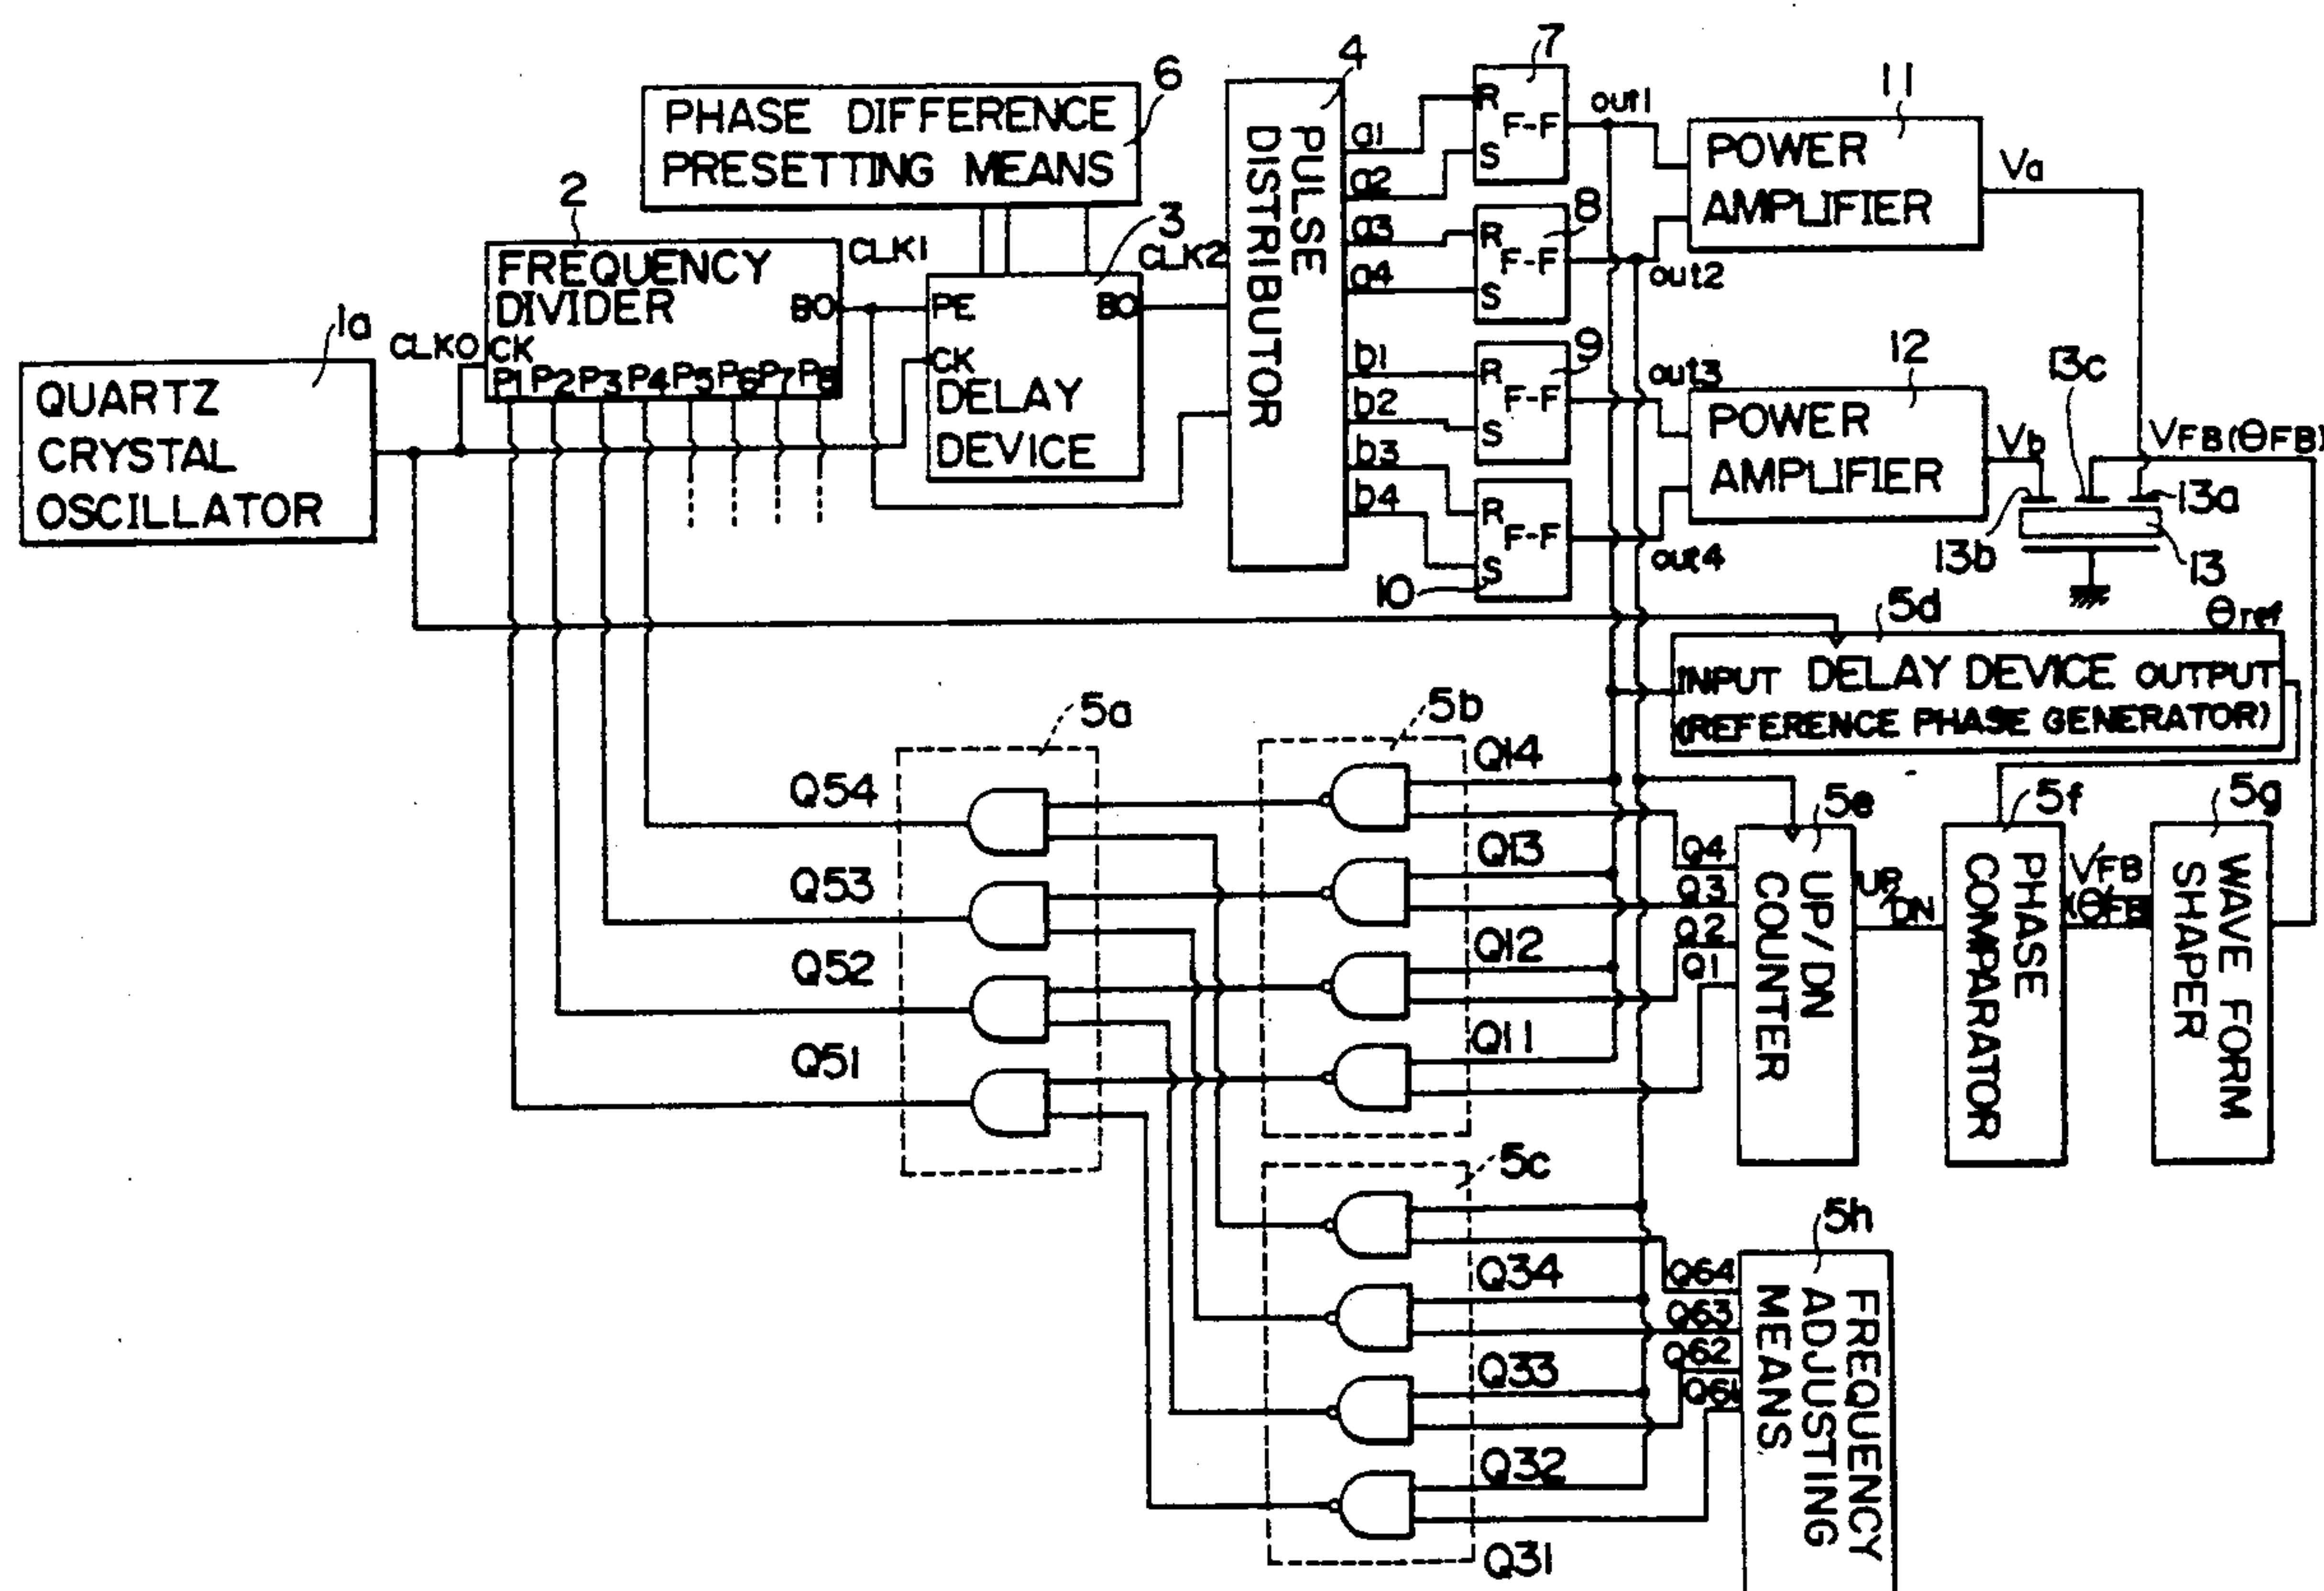 6
PHASE DIFFERENCE
PRESETTING MEANS
2
FREQUENCY
DIVIDER
BO
CK
P1 P2 P3 P4 P5 P6 P7 P8
CLK0
CLK1
1a
QUARTZ
CRYSTAL
OSCILLATOR
3
PE
BO
CK
DELAY
DEVICE
CLK2
4
PULSE
DISTRIBUTOR
a1
a2
a3
a4
b1
b2
b3
b4
7
R
F-F
S
out1
8
R
F-F
S
out2
9
R
F-F
S
out3
10
R
F-F
S
out4
11
POWER
AMPLIFIER
Va
12
POWER
AMPLIFIER
Vb
13c
VFB(θFB)
13a
13b
13
5d
θref
INPUT DELAY DEVICE OUTPUT
(REFERENCE PHASE GENERATOR)
5a
Q54
Q53
Q52
Q51
5b
Q14
Q13
Q12
Q11
Q4
Q3
Q2
Q1
5e
UP/DN
COUNTER
UP/DN
5f
PHASE
COMPARATOR
V'FB
(θ'FB
5g
WAVE FORM
SHAPER
5c
Q34
Q33
Q32
Q31
Q64
Q63
Q62
Q61
5h
FREQUENCY
ADJUSTING
MEANS